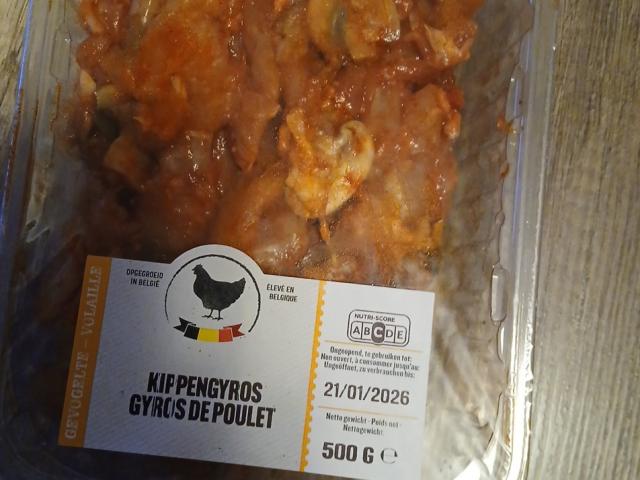 GEVOGELTE - VOLAILLE
OPGEGROEID
IN BELGIË
ÉLEVÉ EN
BELGIQUE
KIPPENGYROS
GYROS DE POULET
NUTRI-SCORE
ABCDE
Ongeopend, te gebruiken tot:
Non ouvert, à consommer jusqu'au:
Ungeöffnet, zu verbrauchen bis:
21/01/2026
Netto gewicht - Poids net -
Nettogewicht:
500 G ℮